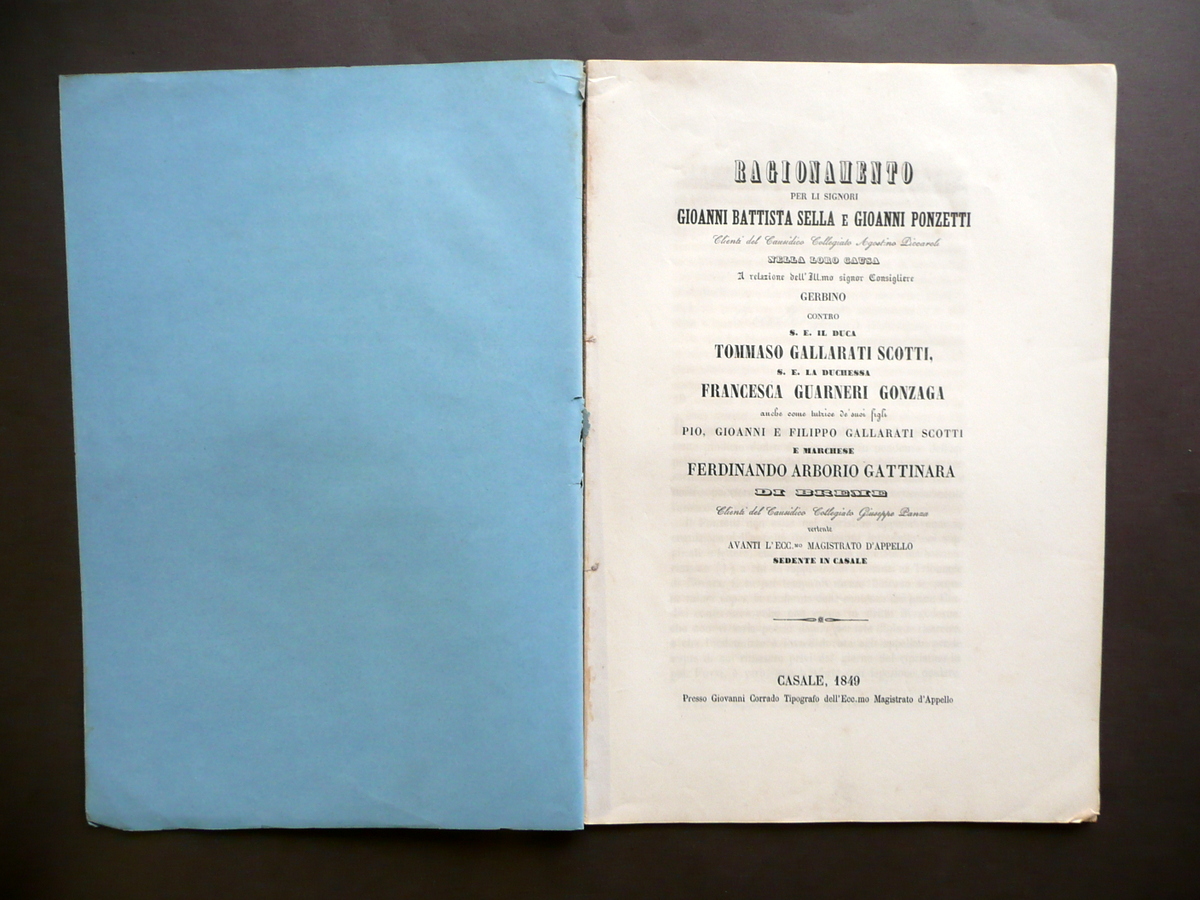 RAGIONAMENTO
PER LI SIGNORI
GIOANNI BATTISTA SELLA E GIOANNI PONZETTI
Clienti del Causidico Collegiato Agostino Piccaroli
NELLA LORO CAUSA
A relazione dell'Ill.mo signor Consigliere
GERBINO
CONTRO
S. E. IL DUCA
TOMMASO GALLARATI SCOTTI,
S. E. LA DUCHESSA
FRANCESCA GUARNERI GONZAGA
anche come tutrice de'suoi figli
PIO, GIOANNI E FILIPPO GALLARATI SCOTTI
E MARCHESE
FERDINANDO ARBORIO GATTINARA
DI BREME
Clienti del Causidico Collegiato Giuseppe Panza
vertente
AVANTI L'ECC.mo MAGISTRATO D'APPELLO
SEDENTE IN CASALE
CASALE, 1849
Presso Giovanni Corrado Tipografo dell'Ecc.mo Magistrato d'Appello